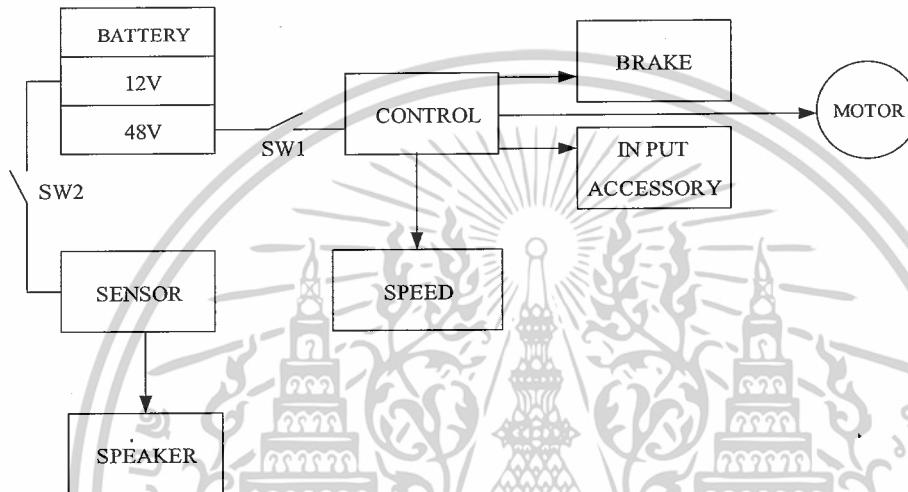 BATTERY
12V
48V
SW1
SW2
CONTROL
BRAKE
MOTOR
IN PUT
ACCESSORY
SPEED
SENSOR
SPEAKER